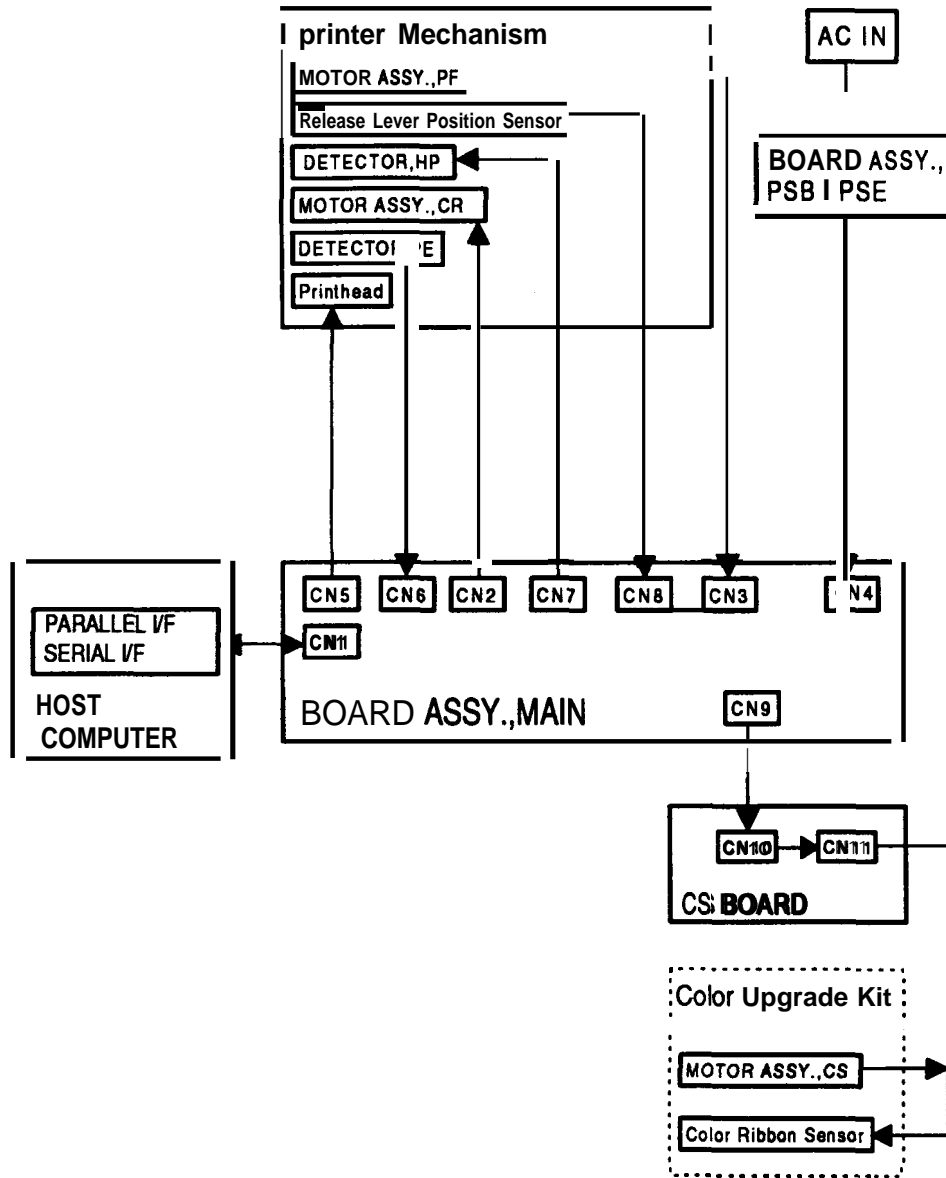 printer Mechanism
AC IN
MOTOR ASSY.,PF
Release Lever Position Sensor
DETECTOR,HP
MOTOR ASSY.,CR
Printhead
BOARD ASSY.,
PSB I PSE
CN5
CN6
CN2
CN7
CN8
CN3
N4
PARALLEL I/F
SERIAL I/F
HOST
COMPUTER
CN11
BOARD ASSY.,MAIN
CN9
CN10
CN11
CS BOARD
Color Upgrade Kit
MOTOR ASSY.,CS
Color Ribbon Sensor